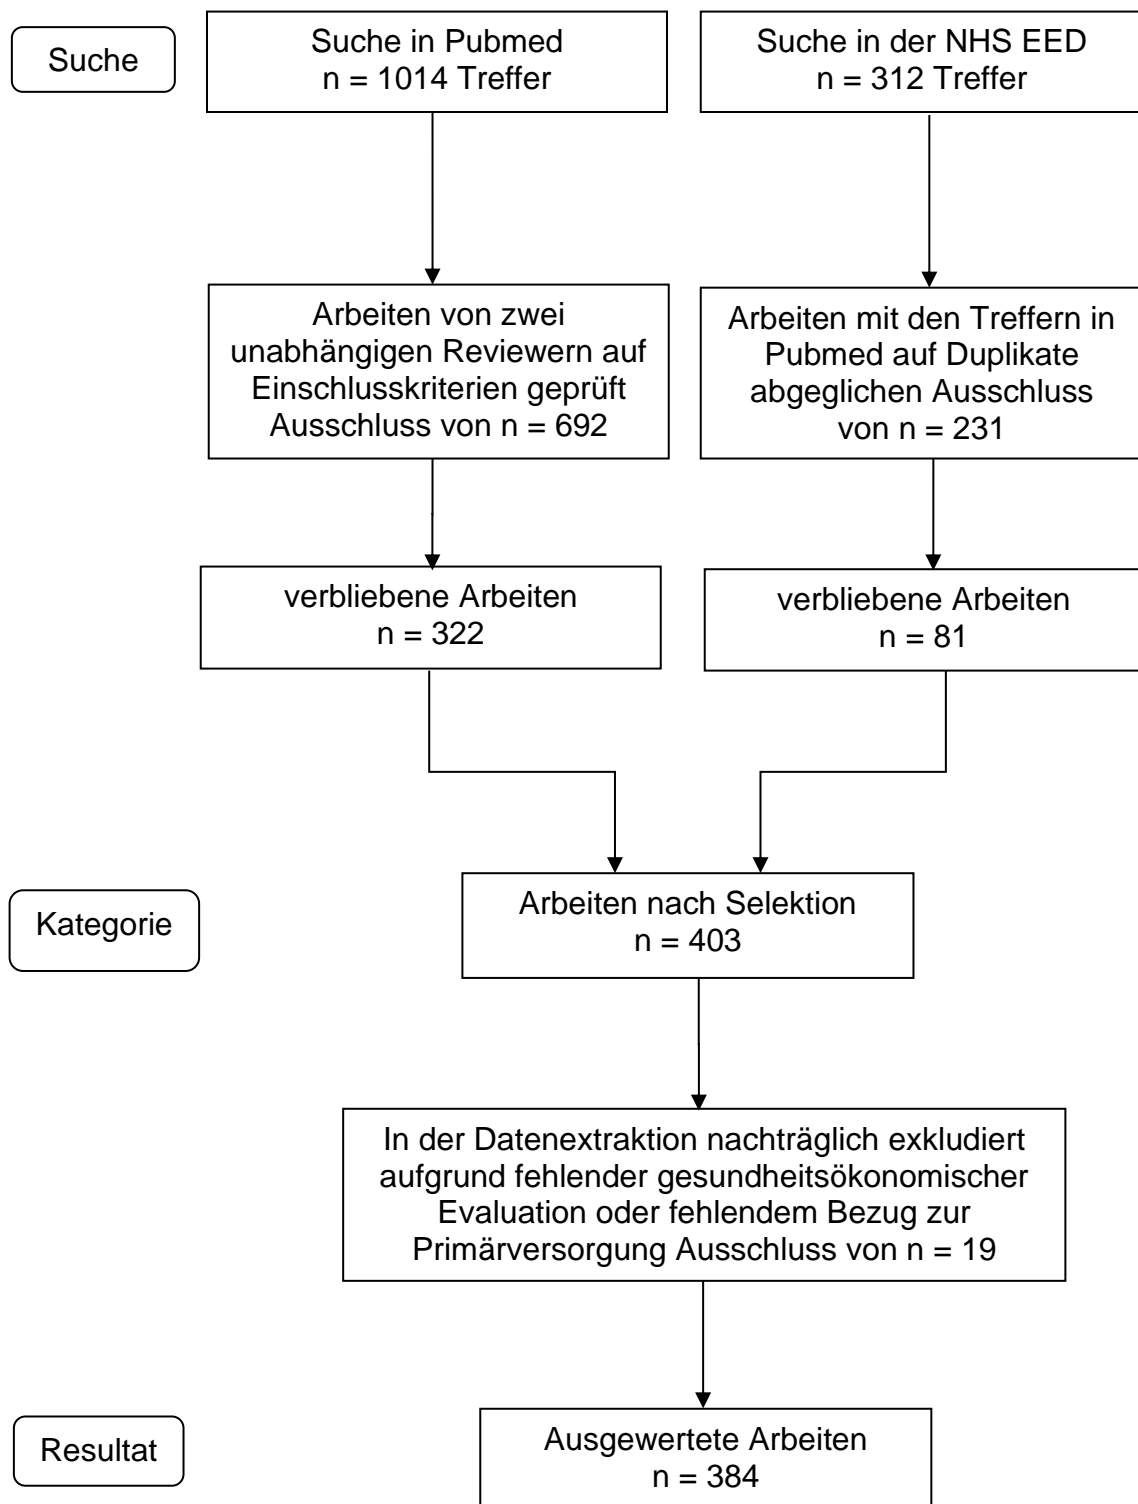 Suche
Suche in Pubmed
n = 1014 Treffer
Suche in der NHS EED
n = 312 Treffer
Arbeiten von zwei
unabhängigen Reviewern auf
Einschlusskriterien geprüft
Ausschluss von n = 692
Arbeiten mit den Treffern in
Pubmed auf Duplikate
abgeglichen Ausschluss
von n = 231
verbliebene Arbeiten
n = 322
verbliebene Arbeiten
n = 81
Kategorie
Arbeiten nach Selektion
n = 403
In der Datenextraktion nachträglich exkludiert
aufgrund fehlender gesundheitsökonomischer
Evaluation oder fehlendem Bezug zur
Primärversorgung Ausschluss von n = 19
Resultat
Ausgewertete Arbeiten
n = 384